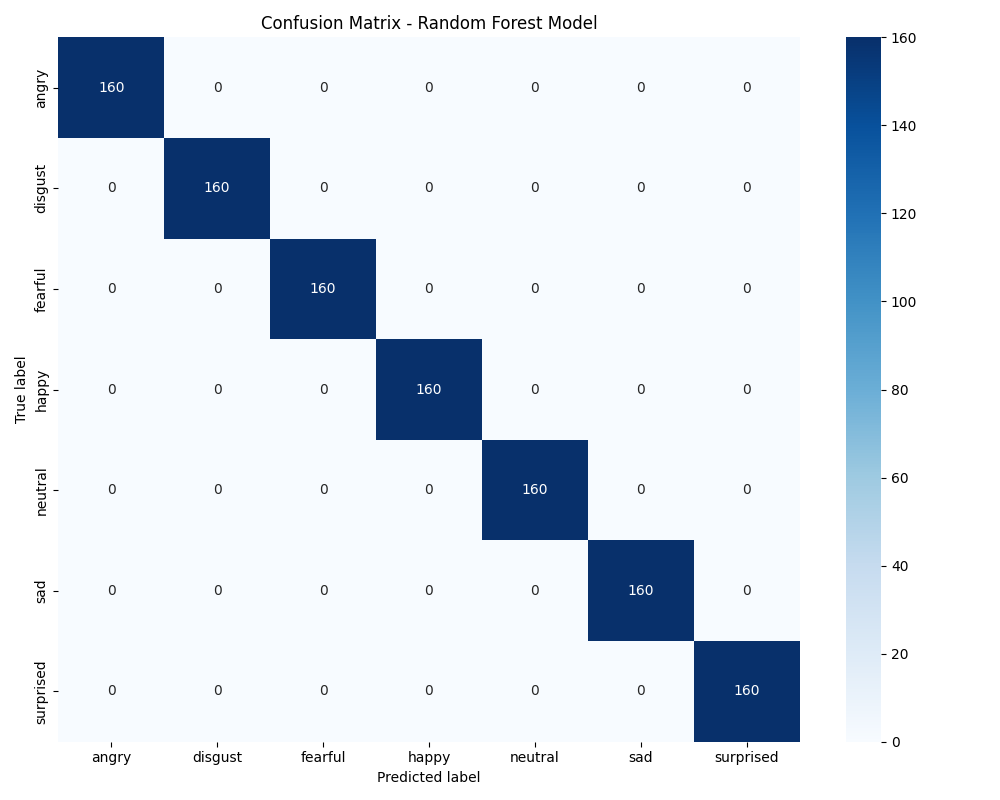 Confusion Matrix - Random Forest Model
True label
angry 160 0 0 0 0 0 0
disgust 0 160 0 0 0 0 0
fearful 0 0 160 0 0 0 0
happy 0 0 0 160 0 0 0
neutral 0 0 0 0 160 0 0
sad 0 0 0 0 0 160 0
surprised 0 0 0 0 0 0 160
angry disgust fearful happy neutral sad surprised
Predicted label
160
140
120
100
80
60
40
20
0